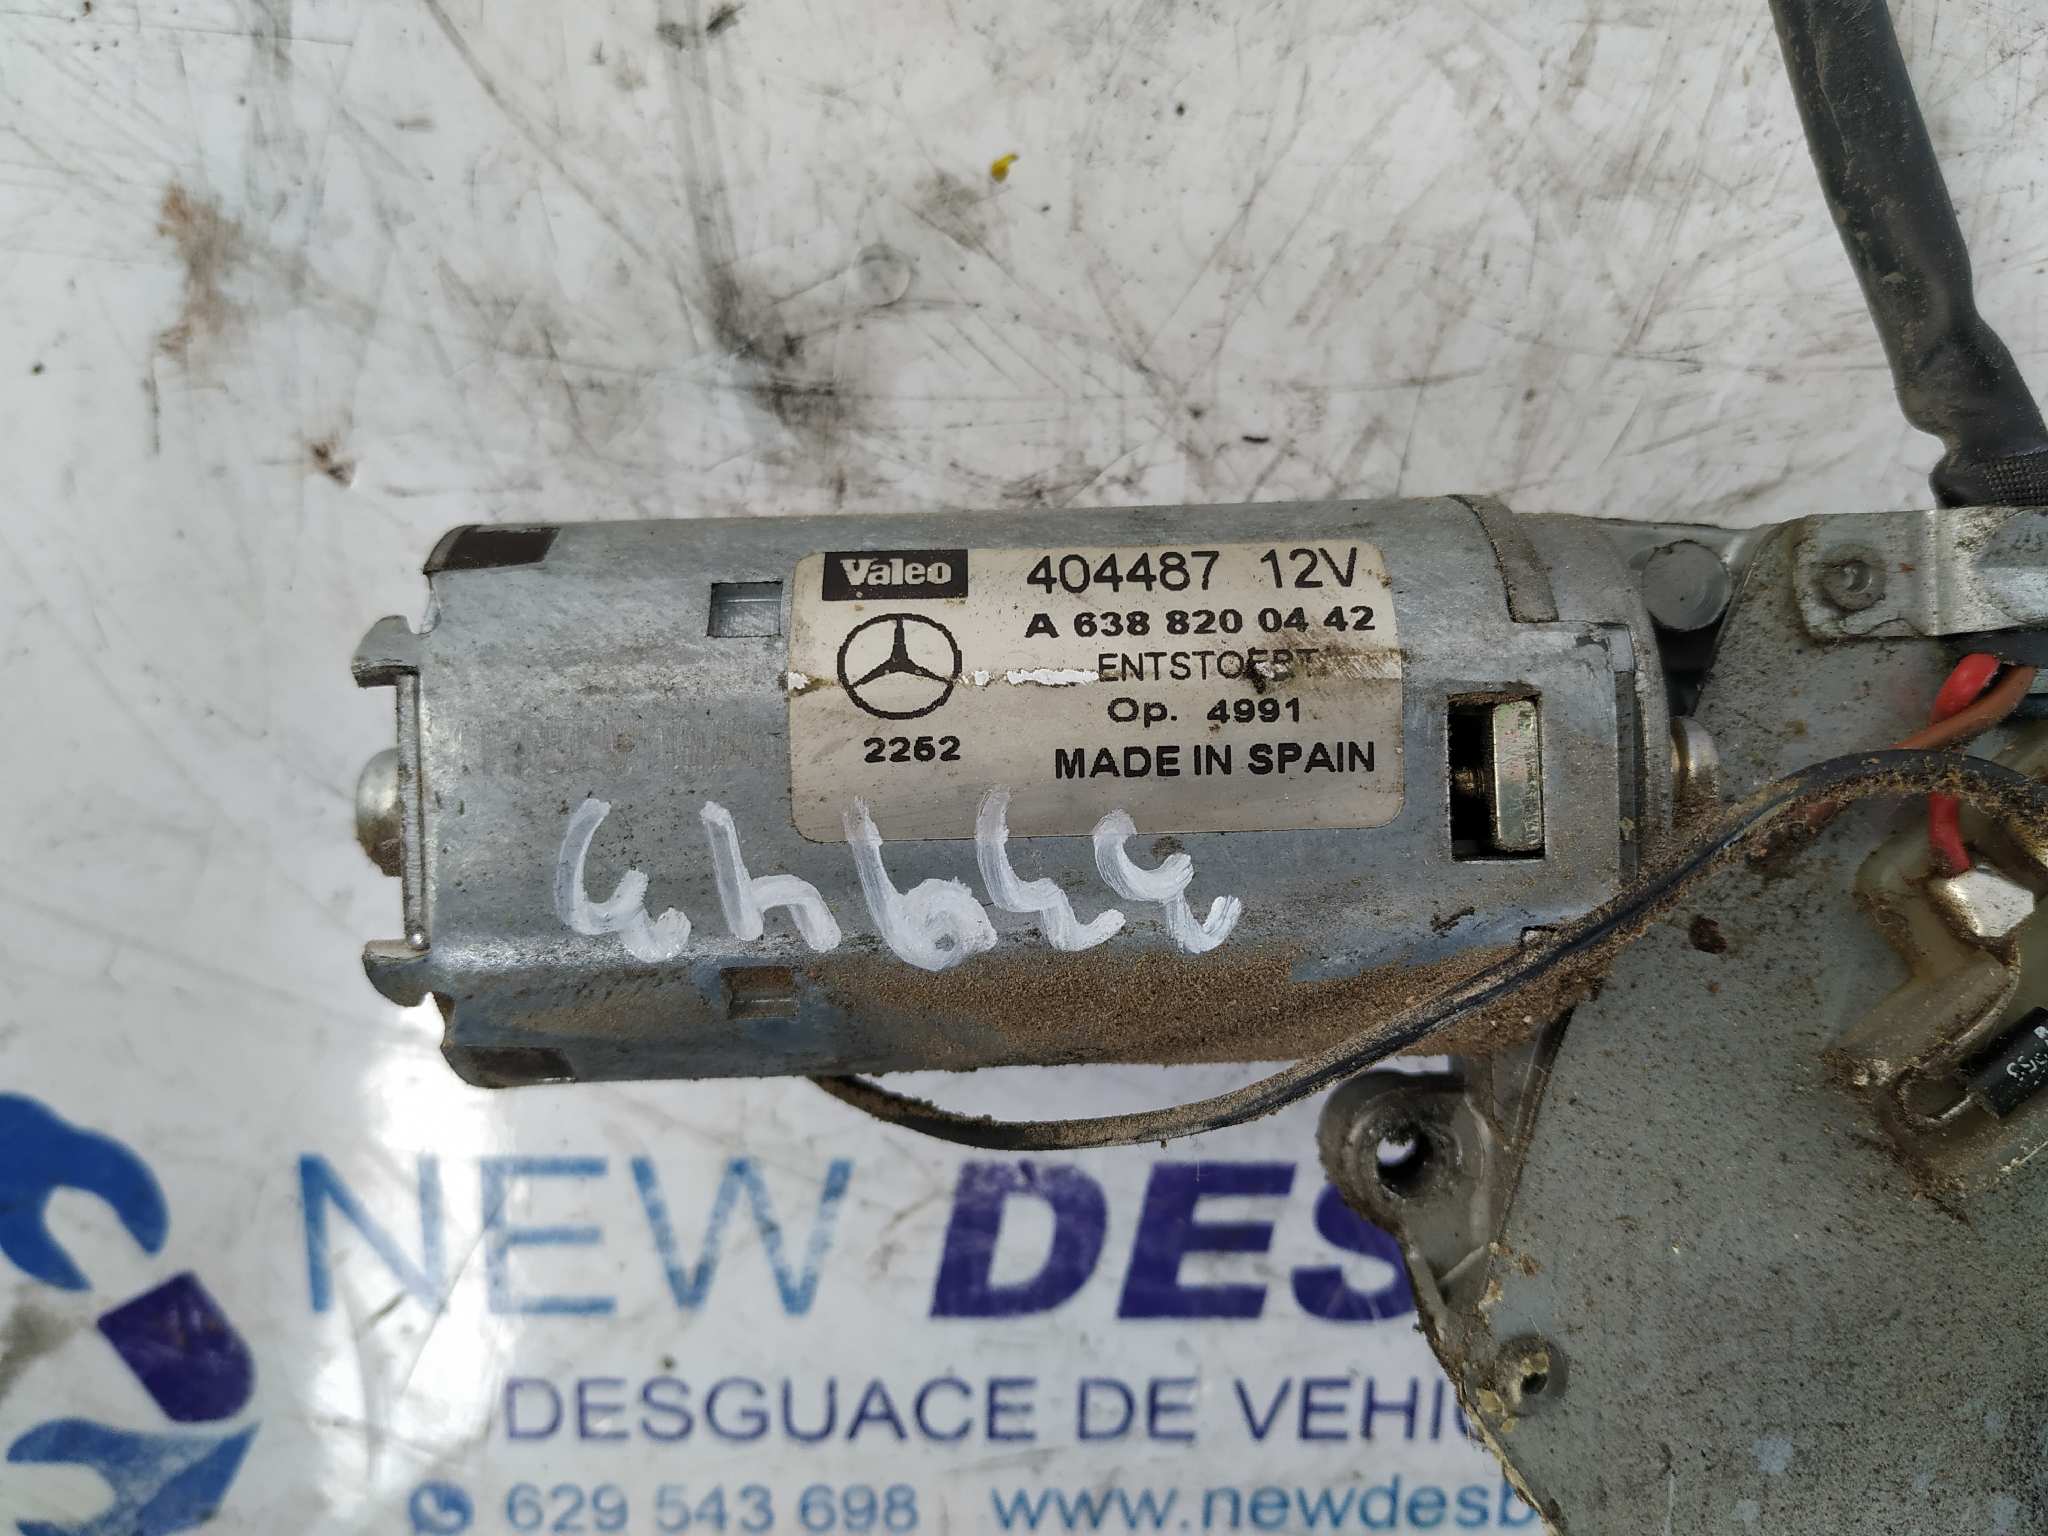 Valeo
404487 12V
A 638 820 04 42
ENTSTOERT
Op. 4991
2252
MADE IN SPAIN
NEW DES
DESGUACE DE VEHIC
629 543 698 www.newdesb